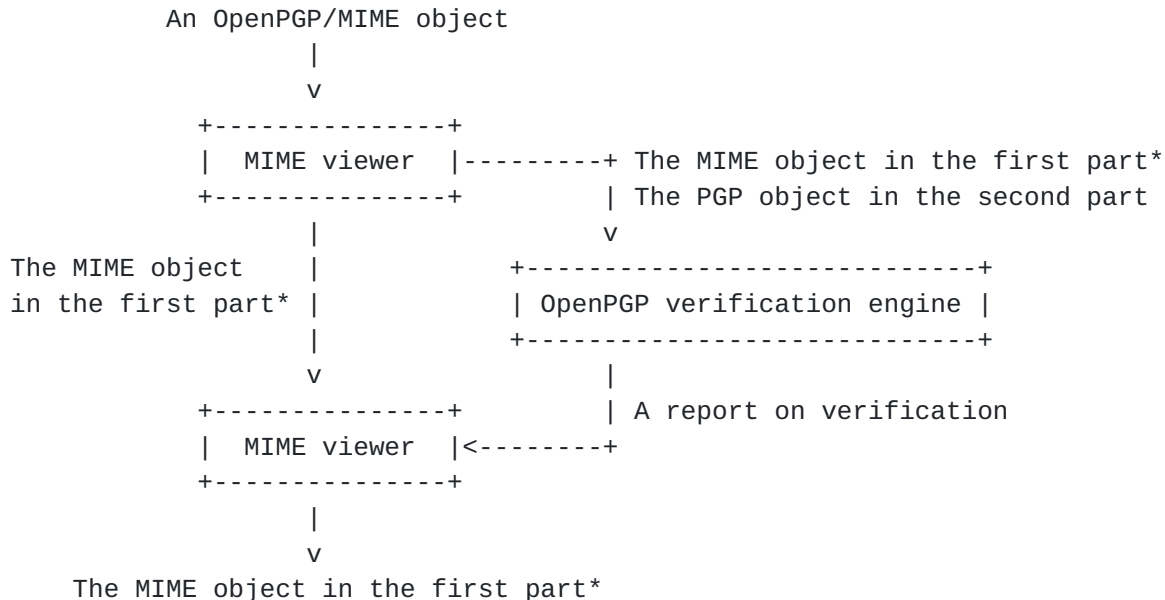 An OpenPGP/MIME object
                    |
                    v
            +---------------+
            |  MIME viewer  |---------+ The MIME object in the first part*
            +---------------+         | The PGP object in the second part
                    |                 v
The MIME object     |           +-----------------------------+
in the first part*  |           | OpenPGP verification engine |
                    |           +-----------------------------+
                    v                 |
            +---------------+         | A report on verification
            |  MIME viewer  |<--------+
            +---------------+
                    |
                    v
    The MIME object in the first part*